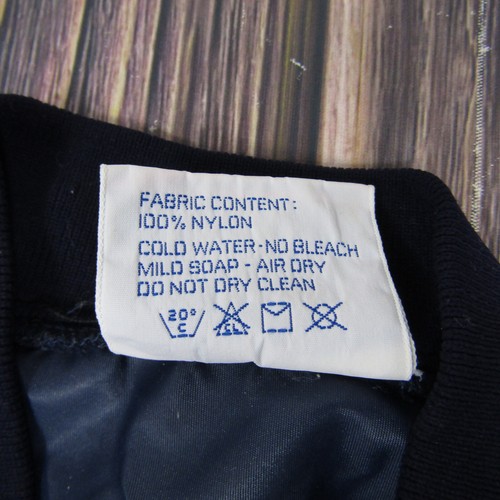 FABRIC CONTENT:
100% NYLON
COLD WATER-NO BLEACH
MILD SOAP - AIR DRY
DO NOT DRY CLEAN
20°
C
CL